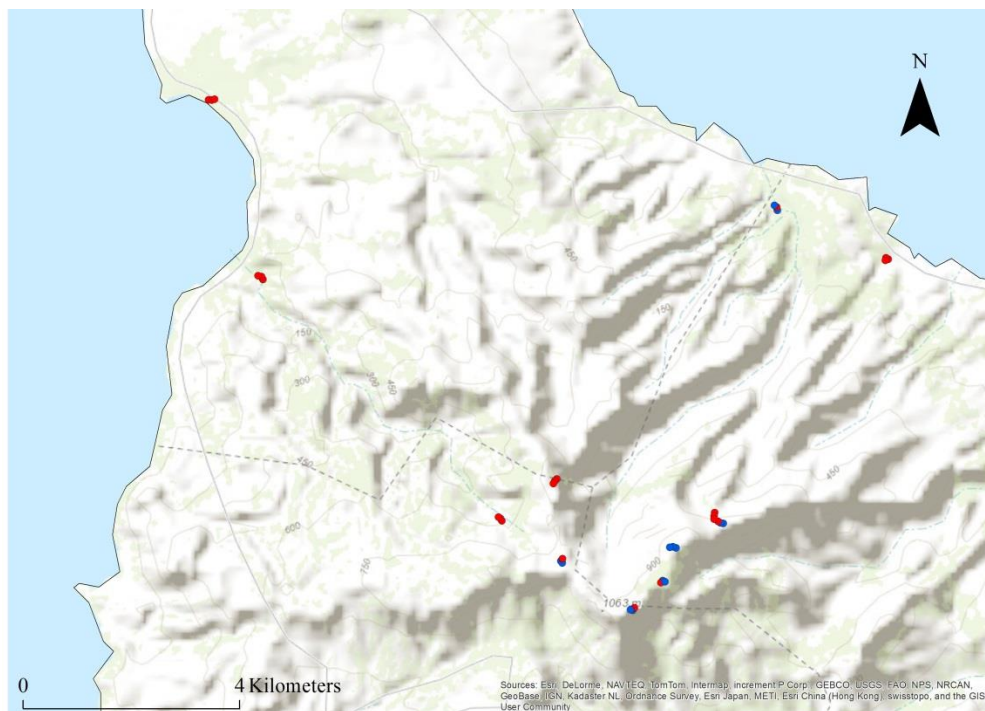 N
450
150
150
300
300
450
450
450
600
750
900
1063 m
0
4 Kilometers
Sources: Esri, DeLorme, NAVTEQ, TomTom, Intermap, increment P Corp., GEBCO, USGS, FAO, NPS, NRCAN,
GeoBase, IGN, Kadaster NL, Ordnance Survey, Esri Japan, METI, Esri China (Hong Kong), swisstopo, and the GIS
User Community